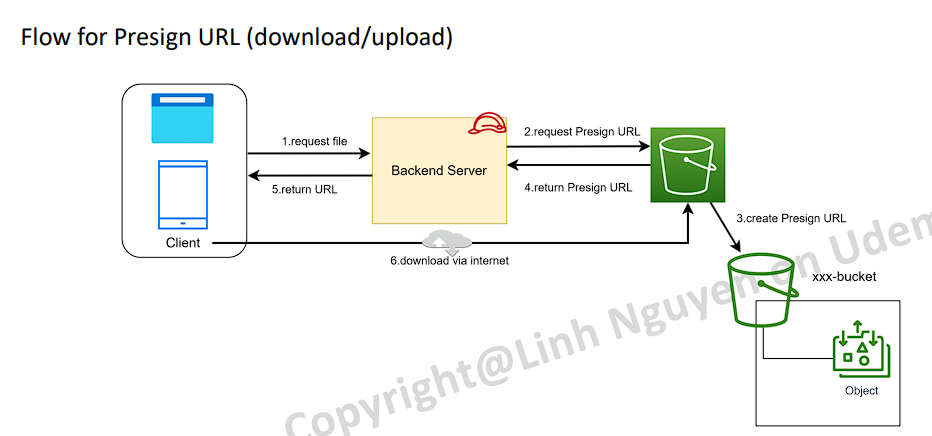 Flow for Presign URL (download/upload)
1.request file
2.request Presign URL
Backend Server
5.return URL
4.return Presign URL
3.create Presign URL
Client
6.download via internet
xxx-bucket
Object
Copyright@Linh Nguyen on Udem